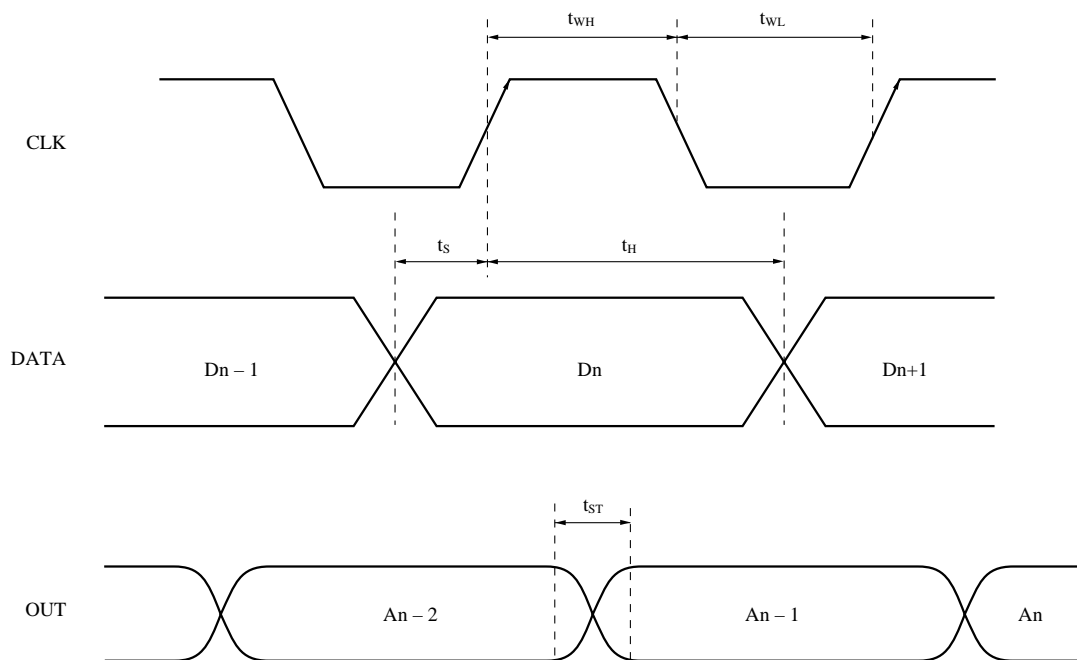 tWH
tWL
CLK
tS
tH
DATA
Dn – 1
Dn
Dn+1
tST
OUT
An – 2
An – 1
An